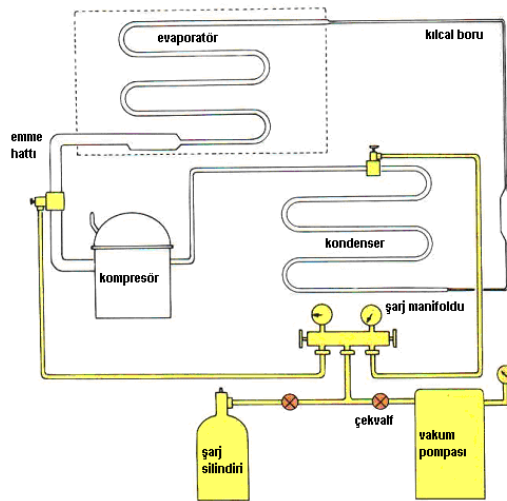 evaporatör
kılcal boru
emme
hattı
kompresör
kondenser
şarj manifoldu
çekvalf
şarj
silindiri
vakum
pompası